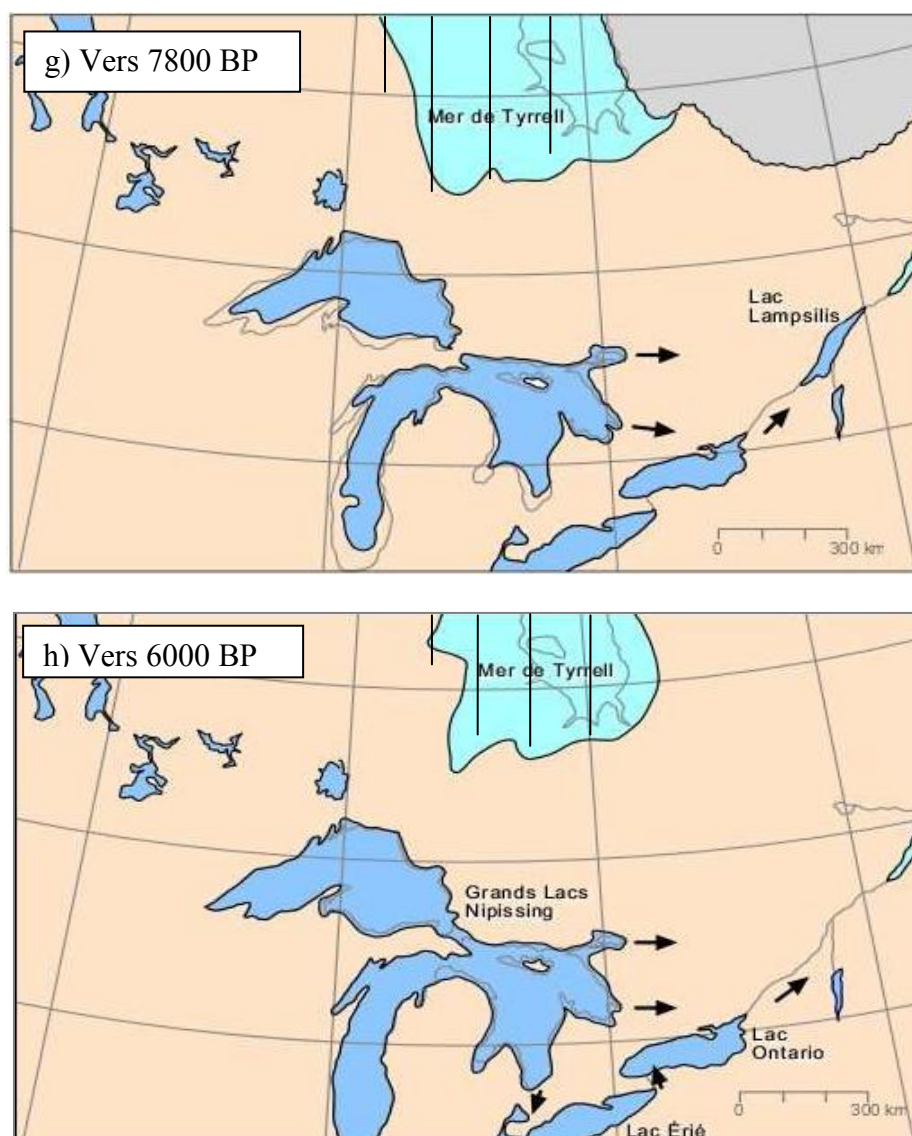 g) Vers 7800 BP
Mer de Tyrrell
Lac
Lampsilis
0 300 km
h) Vers 6000 BP
Mer de Tyrrell
Grands Lacs
Nipissing
Lac
Ontario
0 300 km
Lac Érié